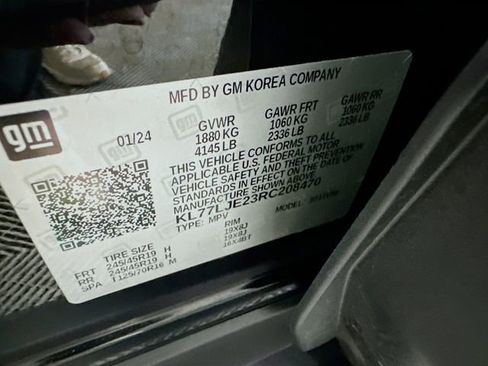 MFD BY GM KOREA COMPANY
gm
01/24 GVWR GAWR FRT GAWR RR
1880 KG 1060 KG 1060 KG
4145 LB 2336 LB 2336 LB
THIS VEHICLE CONFORMS TO ALL
APPLICABLE U.S. FEDERAL MOTOR
VEHICLE SAFETY AND THEFT PREVENTION
STANDARDS IN EFFECT ON THE DATE OF
MANUFACTURE SHOWN ABOVE.
KL77LJE23RC208470
TYPE: MPV MODEL:
TIRE SIZE RIM
FRT 245/45R19 H 19X8J
RR 245/45R19 H 19X8J
SPA T125/70R16 M 16X4BT